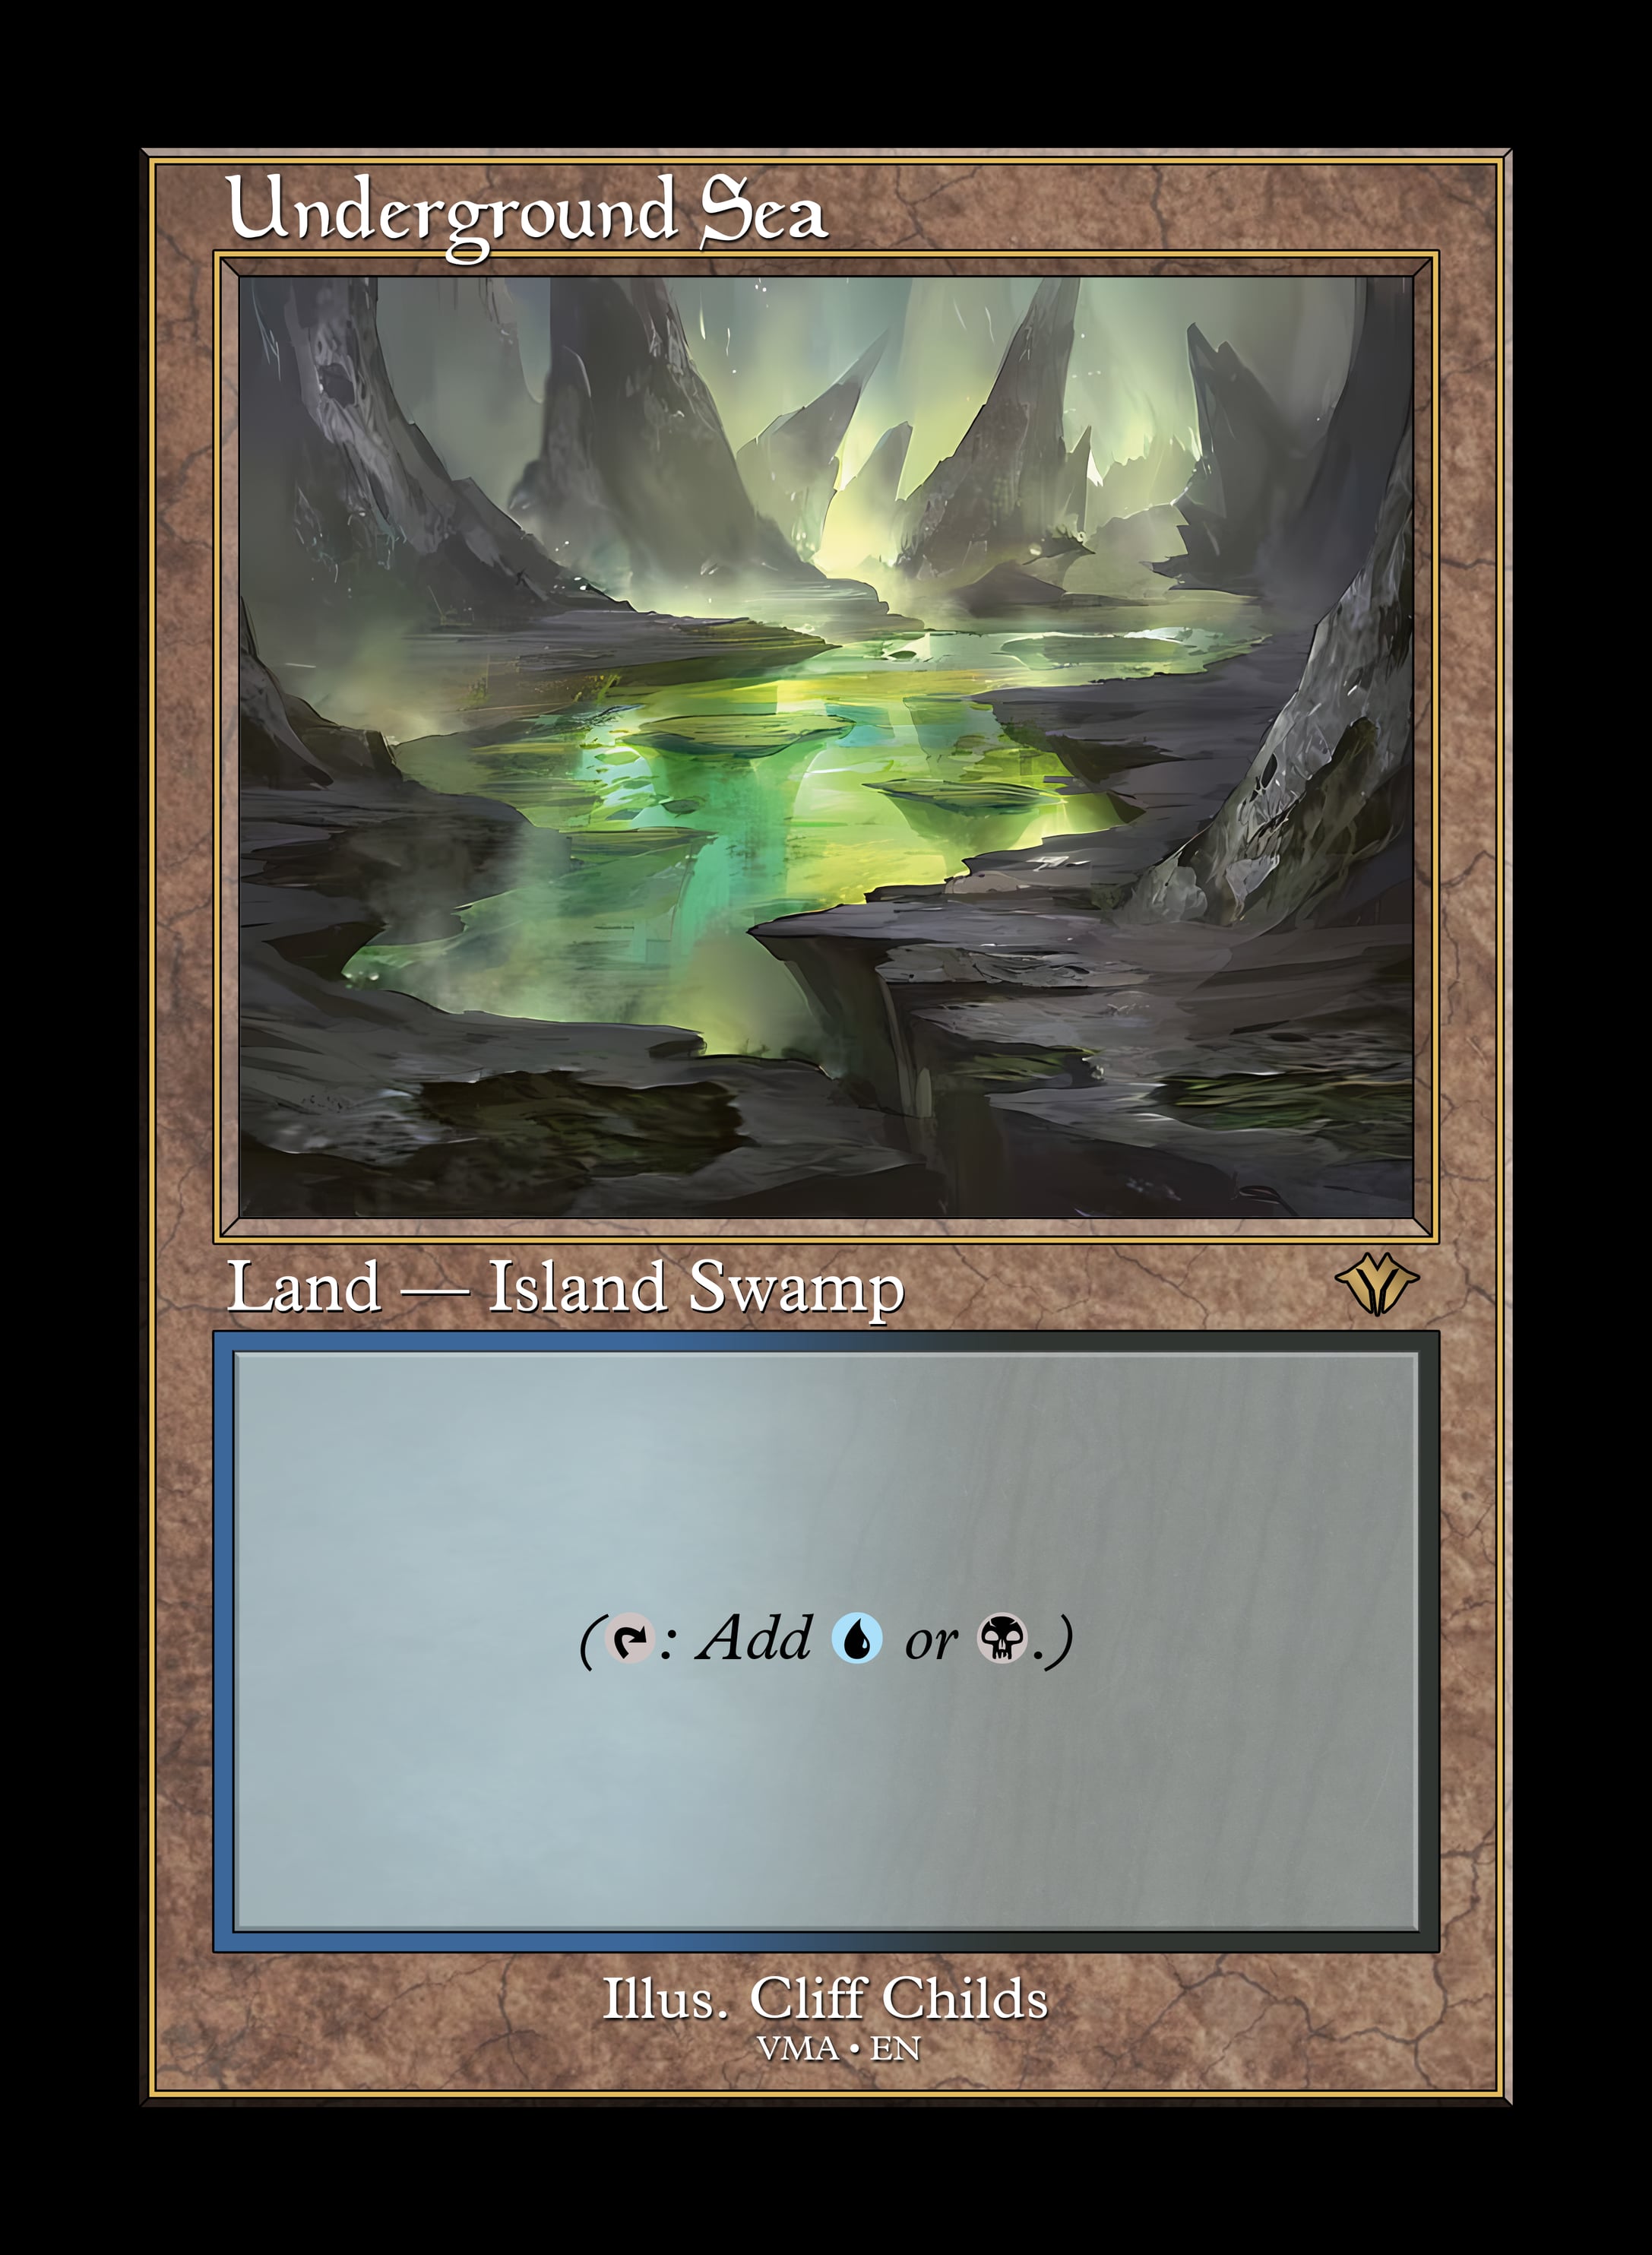 Underground Sea
Land — Island Swamp
(: Add or .)
Illus. Cliff Childs
VMA • EN